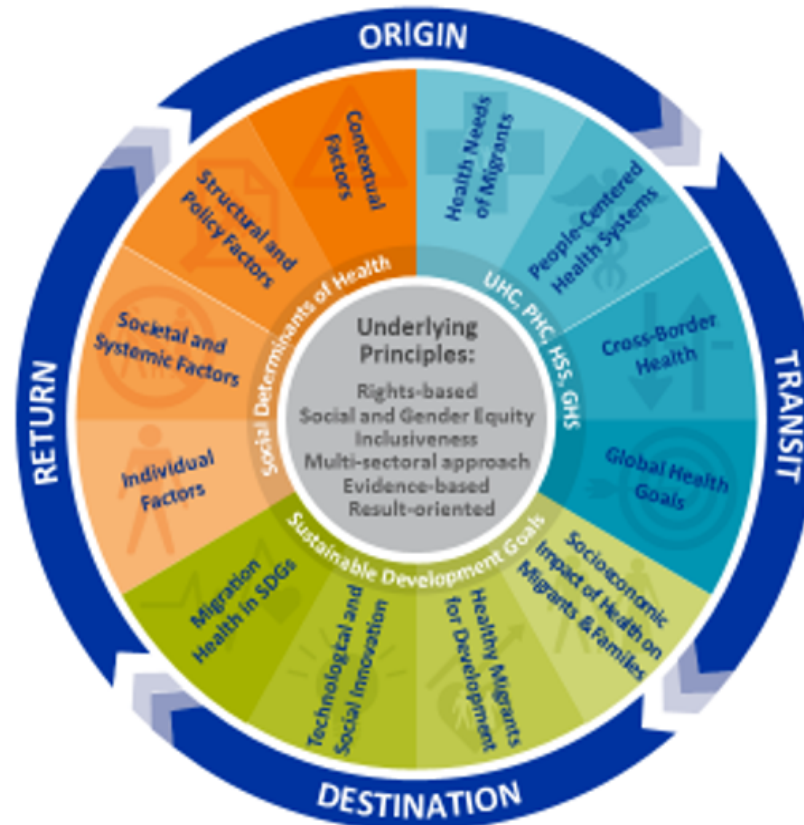 ORIGIN
TRANSIT
DESTINATION
RETURN
Health Needs
of Migrants
People-Centered
Health Systems
Cross-Border
Health
Global Health
Goals
UHC, PHC, HSS, GHS
Socioeconomic
Impact of Health on
Migrants & Familes
Healthy Migrants
for Development
Technological and
Social Innovation
Migration
Health in SDGs
Sustainable Development Goals
Individual
Factors
Societal and
Systemic Factors
Structural and
Policy Factors
Contextual
Factors
Social Determinants of Health
Underlying
Principles:
Rights-based
Social and Gender Equity
Inclusiveness
Multi-sectoral approach
Evidence-based
Result-oriented